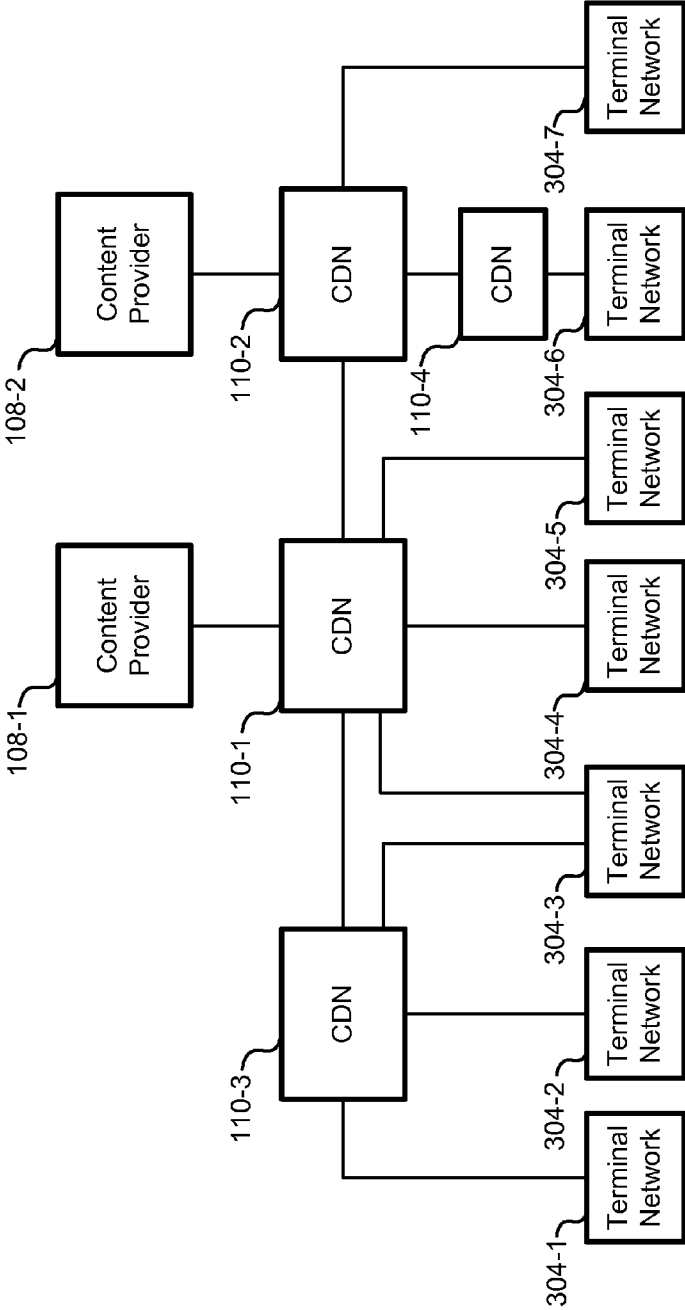 108-1
Content
Provider
108-2
Content
Provider
110-3
CDN
110-1
CDN
110-2
CDN
110-4
CDN
304-1
Terminal
Network
304-2
Terminal
Network
304-3
Terminal
Network
304-4
Terminal
Network
304-5
Terminal
Network
304-6
Terminal
Network
304-7
Terminal
Network